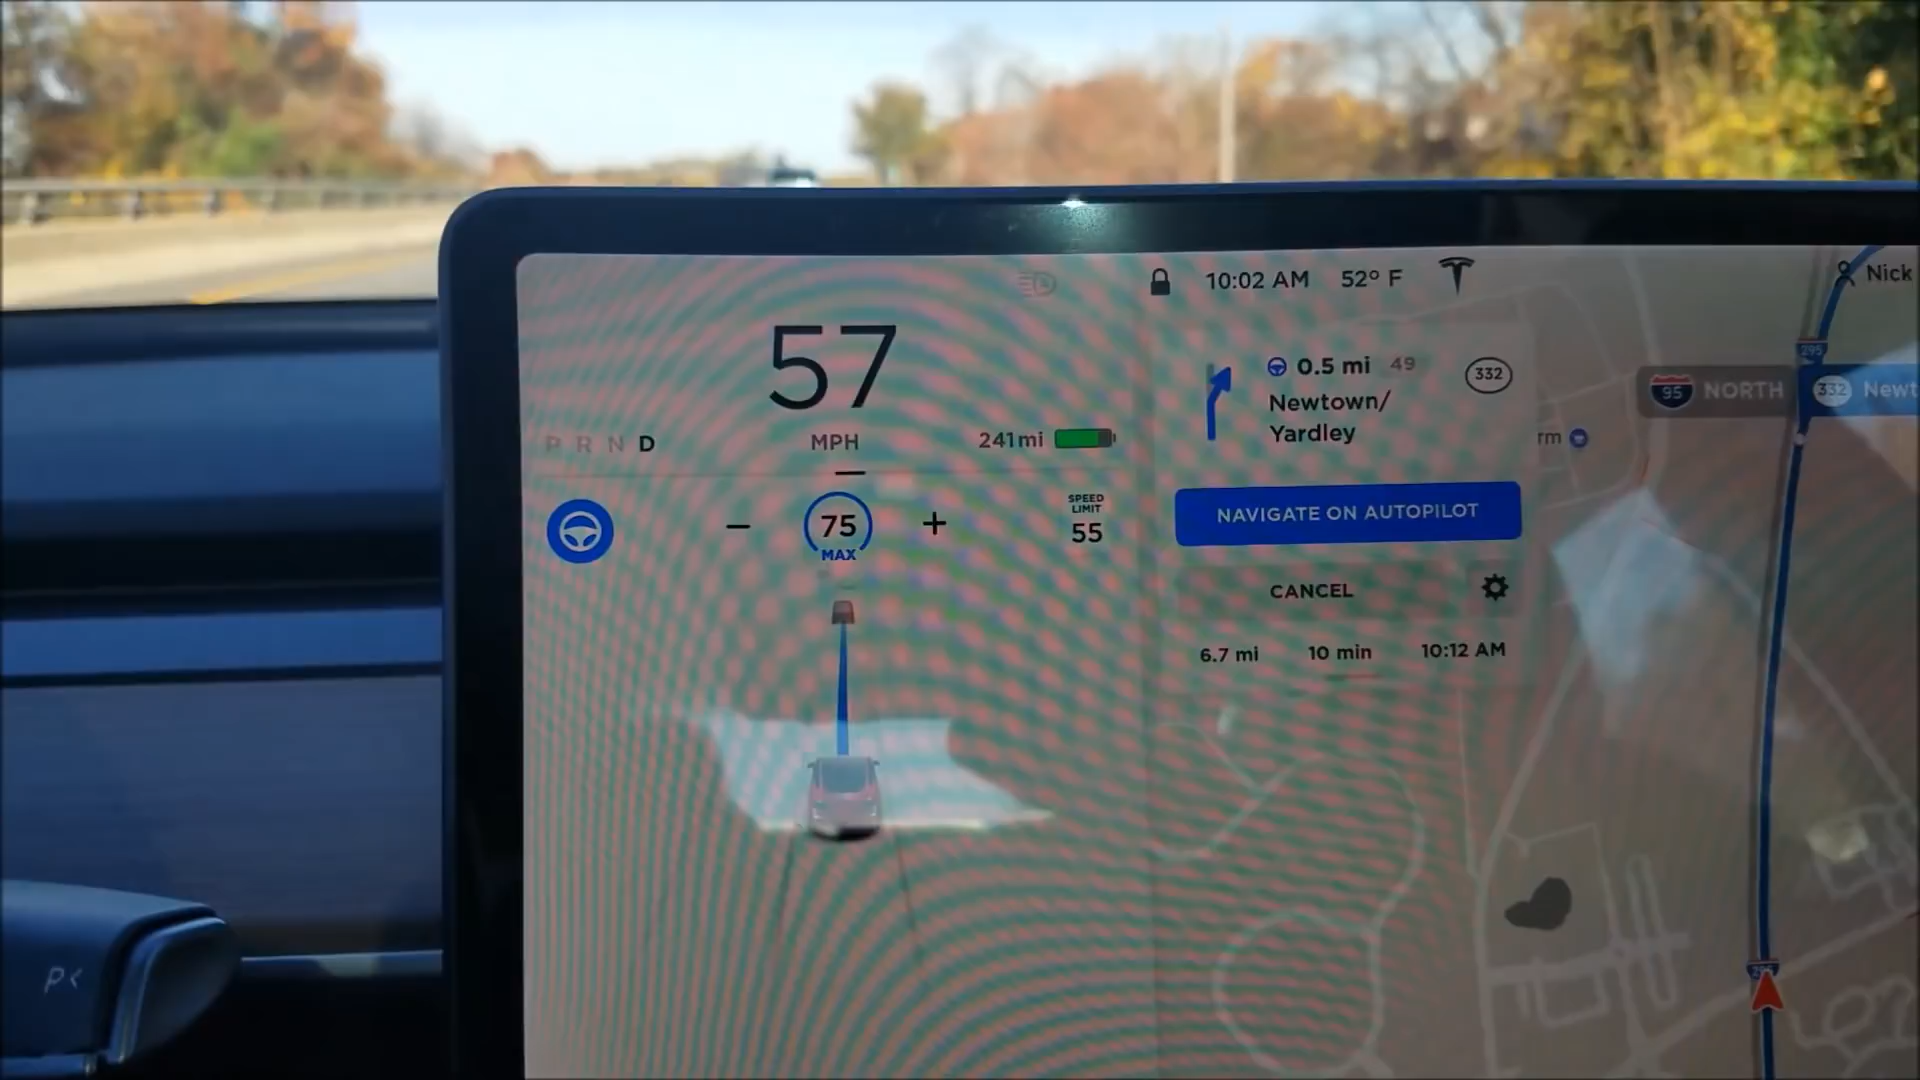 10:02 AM 52° F
Nick
57
MPH
P R N D
241 mi
75
MAX
SPEED
LIMIT
55
0.5 mi 49
Newtown/
Yardley
332
NAVIGATE ON AUTOPILOT
CANCEL
6.7 mi 10 min 10:12 AM
295
95 NORTH
332 Newt
rm
295
P<